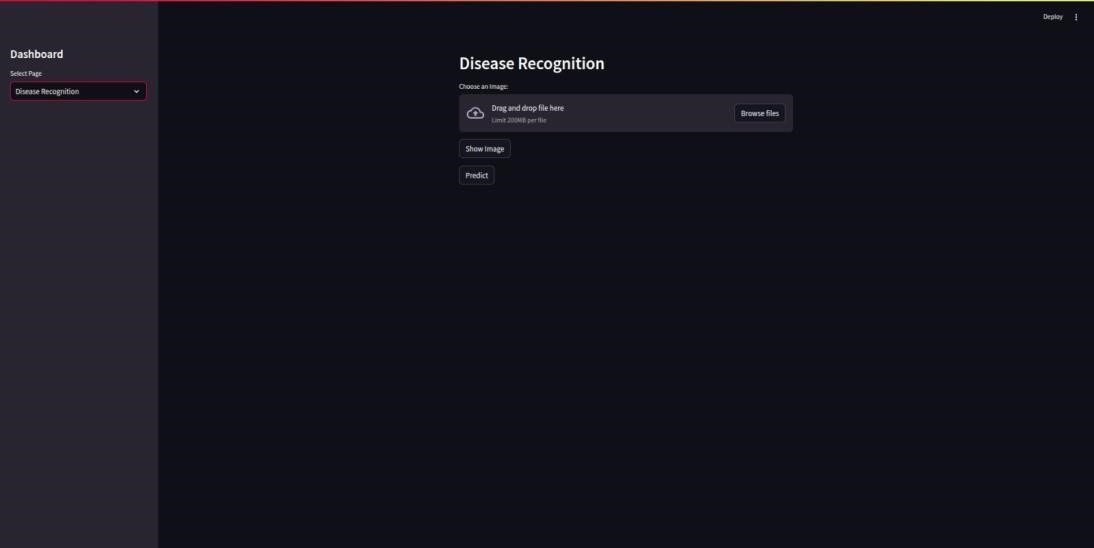 Deploy
Dashboard
Select Page
Disease Recognition
Disease Recognition
Choose an Image:
Drag and drop file here
Limit 200MB per file
Browse files
Show Image
Predict